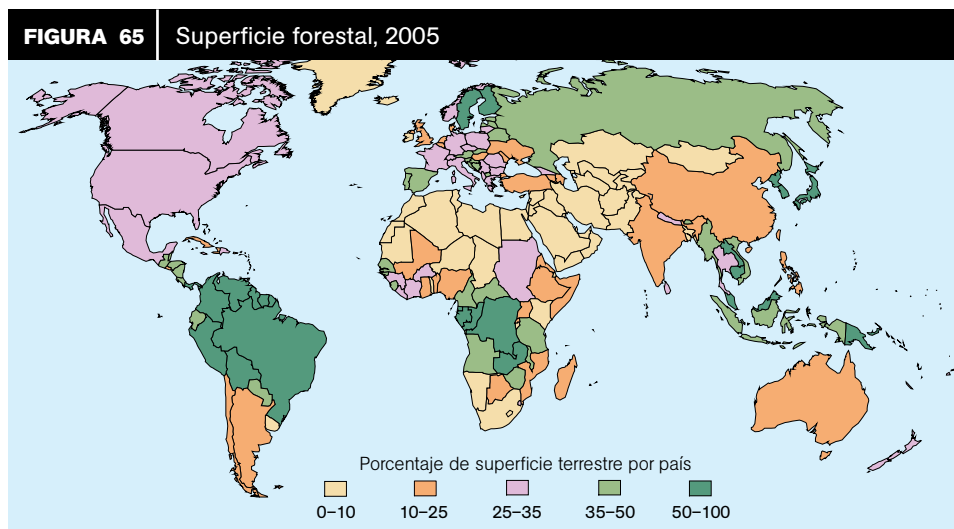 FIGURA 65 Superficie forestal, 2005
Porcentaje de superficie terrestre por país
0–10 10–25 25–35 35–50 50–100